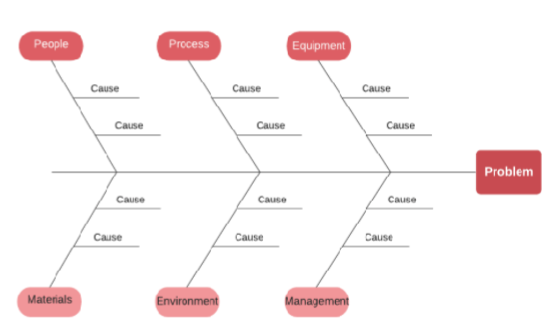 People
Process
Equipment
Cause
Cause
Cause
Cause
Cause
Cause
Problem
Cause
Cause
Cause
Cause
Cause
Cause
Materials
Environment
Management